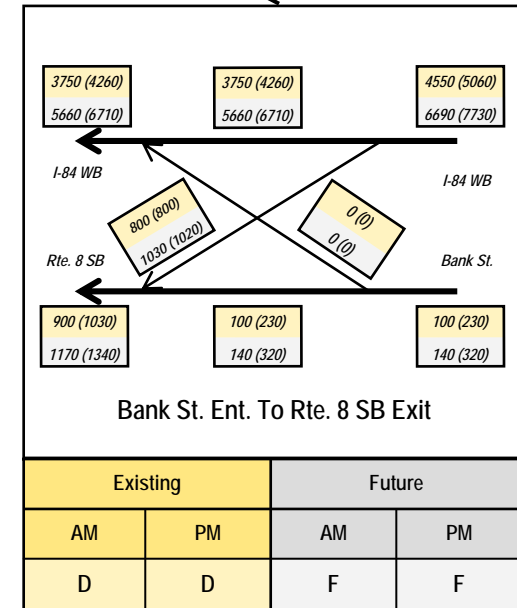 3750 (4260) 3750 (4260) 4550 (5060)
5660 (6710) 5660 (6710) 6690 (7730)
I-84 WB I-84 WB
800 (800) 0 (0)
1030 (1020) 0 (0)
Rte. 8 SB Bank St.
900 (1030) 100 (230) 100 (230)
1170 (1340) 140 (320) 140 (320)
Bank St. Ent. To Rte. 8 SB Exit
Existing Future
AM PM AM PM
D D F F